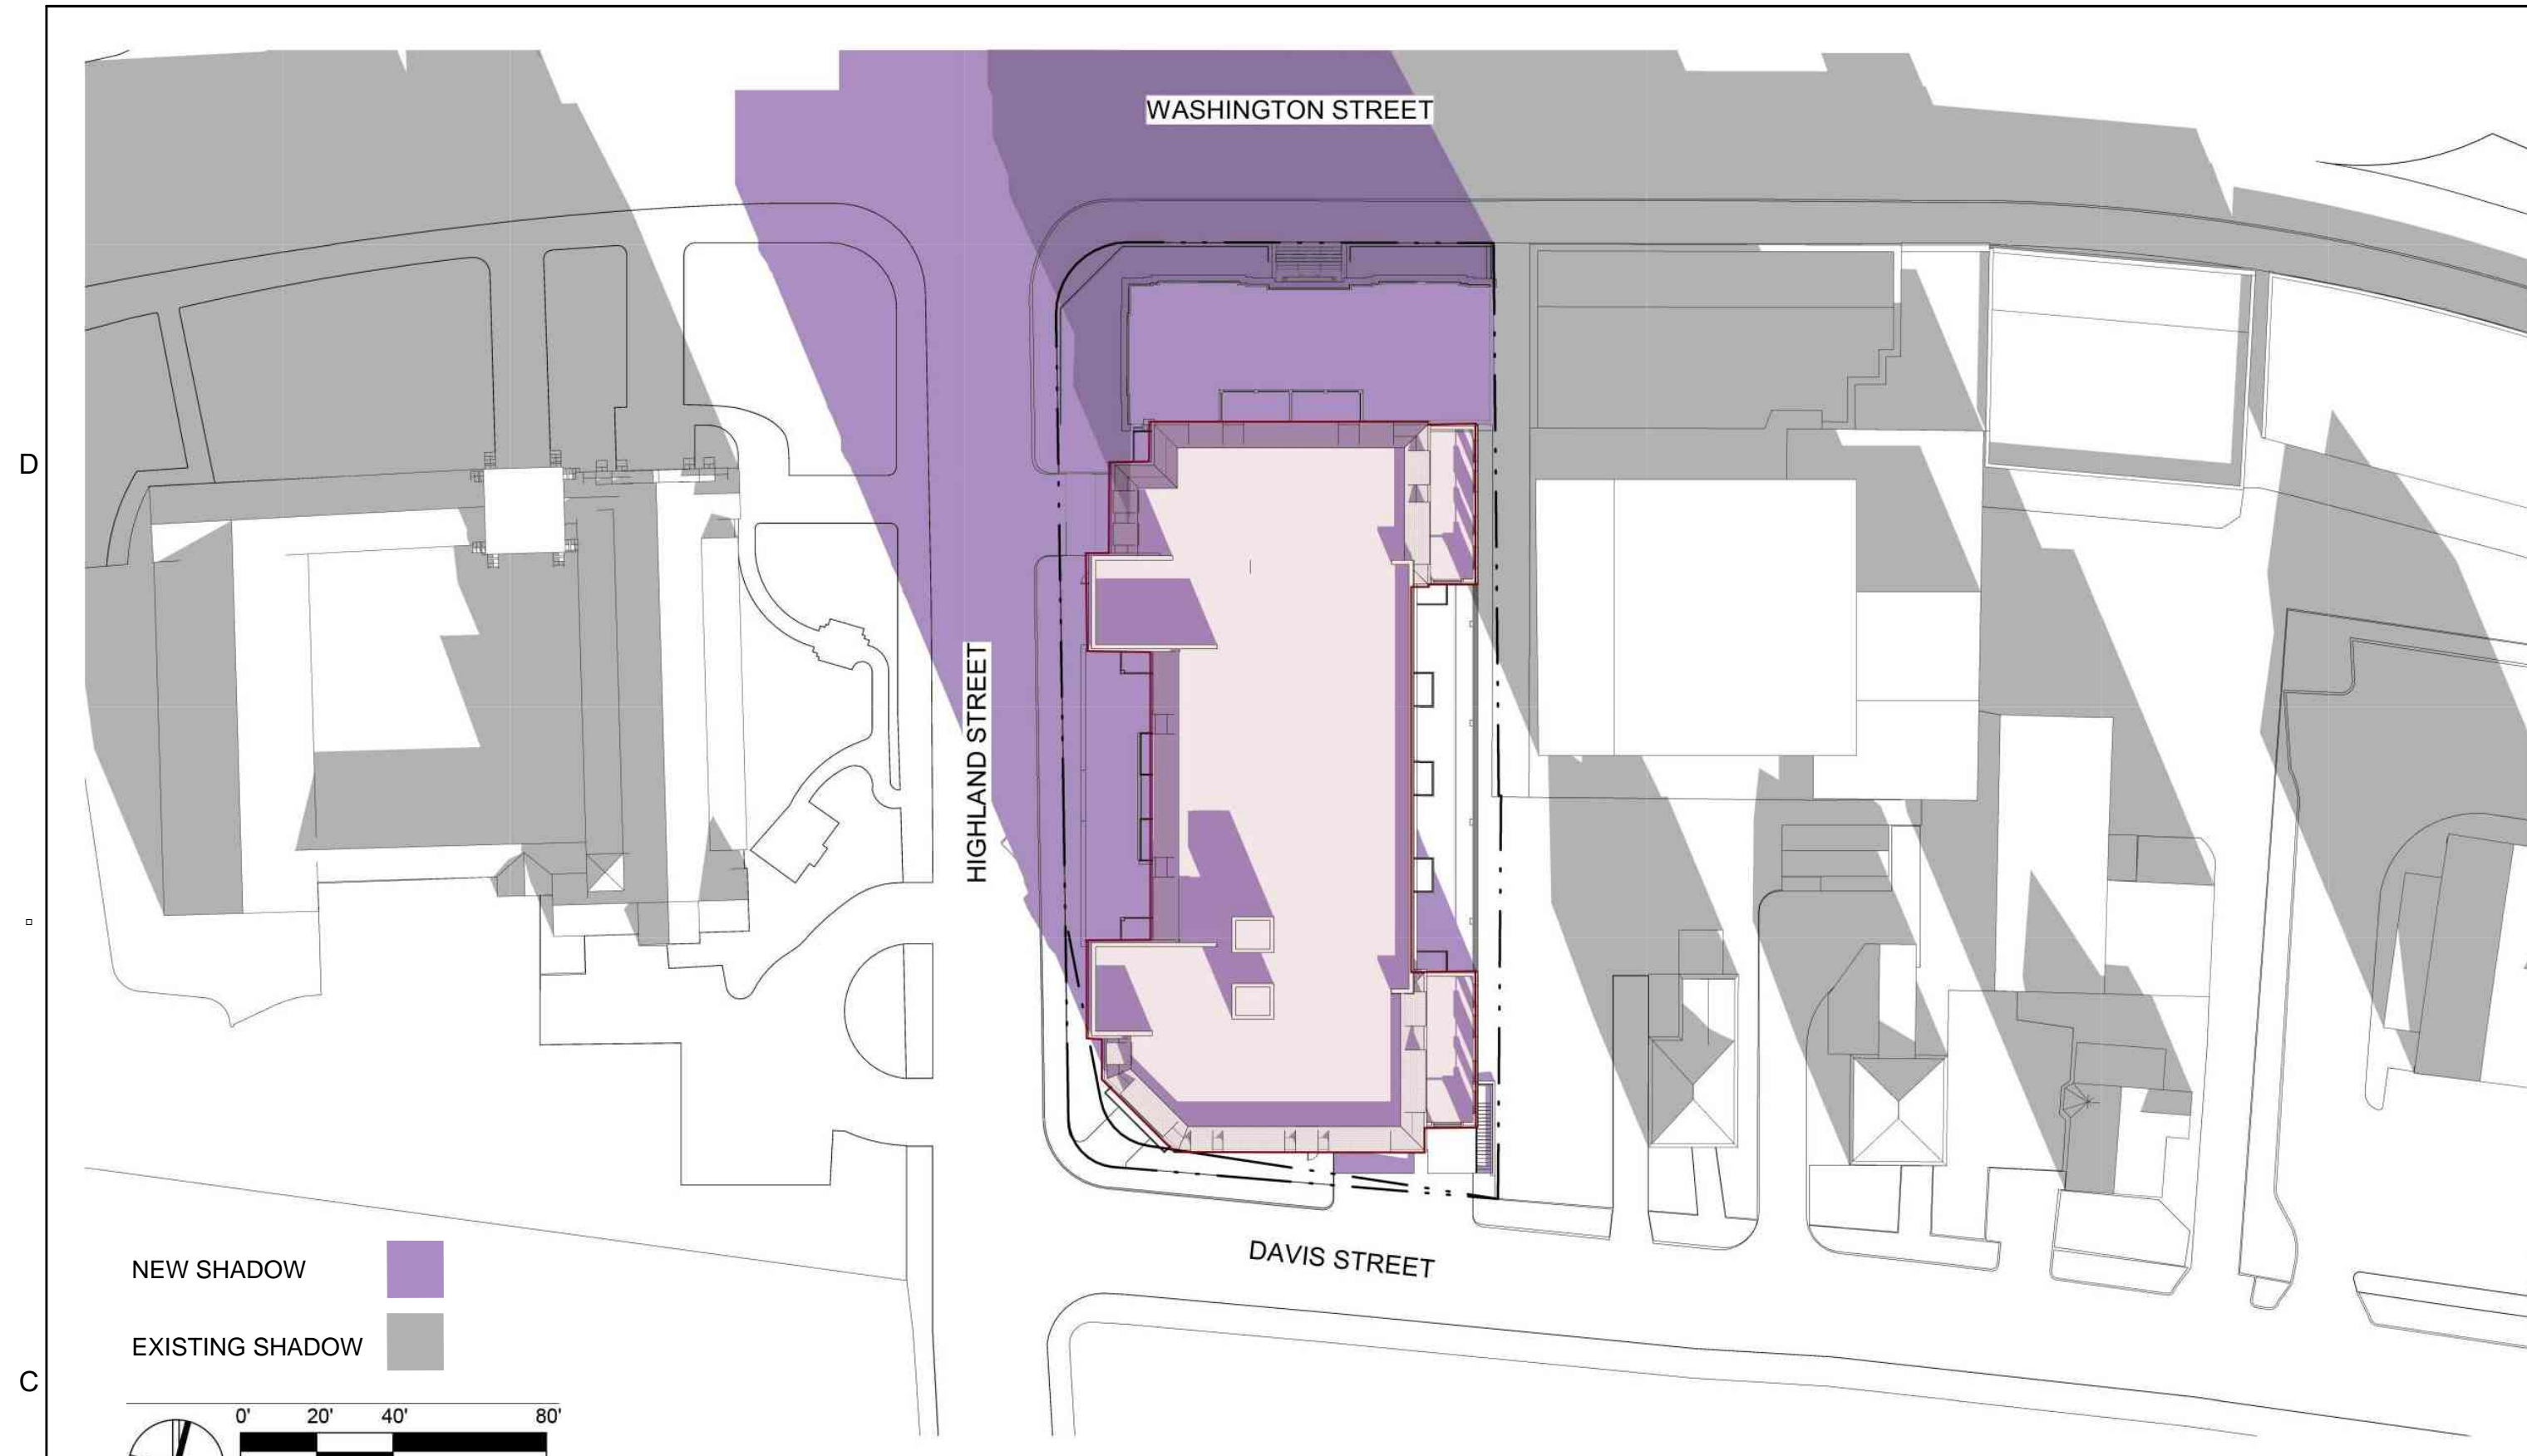 WASHINGTON STREET
D
HIGHLAND STREET
DAVIS STREET
NEW SHADOW
EXISTING SHADOW
C
0' 20' 40' 80'